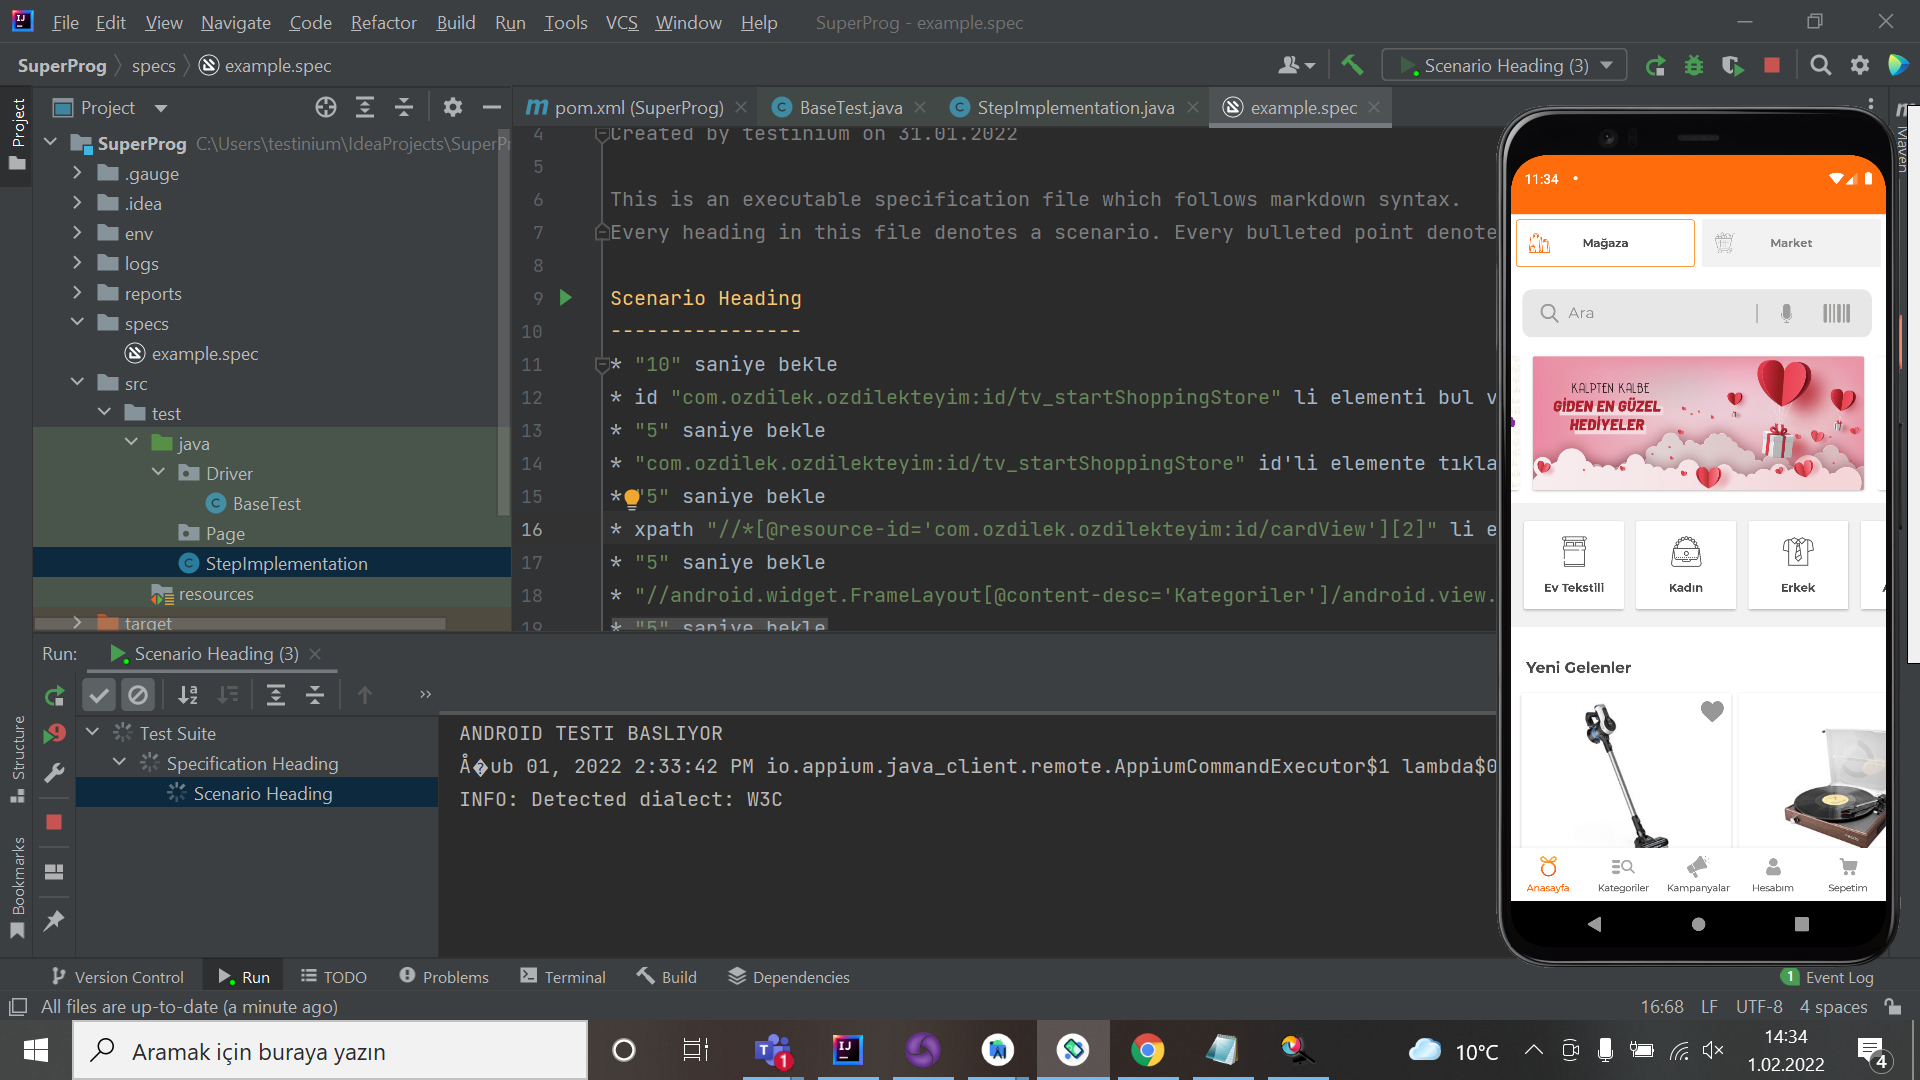 File Edit View Navigate Code Refactor Build Run Tools VCS Window Help SuperProg - example.spec
SuperProg specs example.spec Scenario Heading (3)
Project
Project
pom.xml (SuperProg) BaseTest.java StepImplementation.java example.spec
SuperProg C:\Users\testinium\IdeaProjects\SuperPr
.gauge
.idea
env
logs
reports
specs
example.spec
src
test
java
Driver
BaseTest
Page
StepImplementation
resources
target
4 Created by testinium on 31.01.2022
5
6 This is an executable specification file which follows markdown syntax.
7 Every heading in this file denotes a scenario. Every bulleted point denote
8
9 Scenario Heading
10 ----------------
11 * "10" saniye bekle
12 * id "com.ozdilek.ozdilekteyim:id/tv_startShoppingStore" li elementi bul v
13 * "5" saniye bekle
14 * "com.ozdilek.ozdilekteyim:id/tv_startShoppingStore" id'li elemente tıkla
15 * "5" saniye bekle
16 * xpath "//*[@resource-id='com.ozdilek.ozdilekteyim:id/cardView'][2]" li e
17 * "5" saniye bekle
18 * "//android.widget.FrameLayout[@content-desc='Kategoriler']/android.view.
19 * "5" saniye bekle
Maven
11:34
Mağaza
Market
Ara
KALPTEN KALBE
GİDEN EN GÜZEL
HEDİYELER
Ev Tekstili
Kadın
Erkek
Yeni Gelenler
Anasayfa
Kategoriler
Kampanyalar
Hesabım
Sepetim
Run: Scenario Heading (3)
Test Suite
Specification Heading
Scenario Heading
ANDROID TESTI BASLIYOR
Å�ub 01, 2022 2:33:42 PM io.appium.java_client.remote.AppiumCommandExecutor$1 lambda$0
INFO: Detected dialect: W3C
Structure
Bookmarks
Version Control Run TODO Problems Terminal Build Dependencies 1 Event Log
All files are up-to-date (a minute ago) 16:68 LF UTF-8 4 spaces
Aramak için buraya yazın
1
10°C
14:34
1.02.2022
4